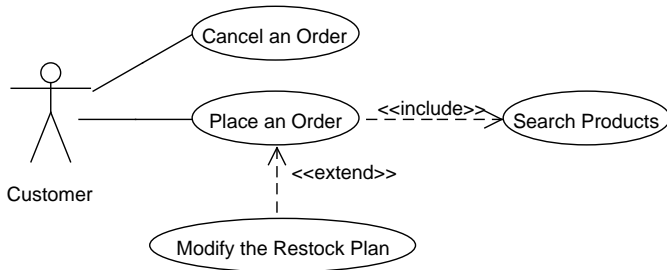 Cancel an Order
Place an Order
<<include>>
Search Products
<<extend>>
Customer
Modify the Restock Plan